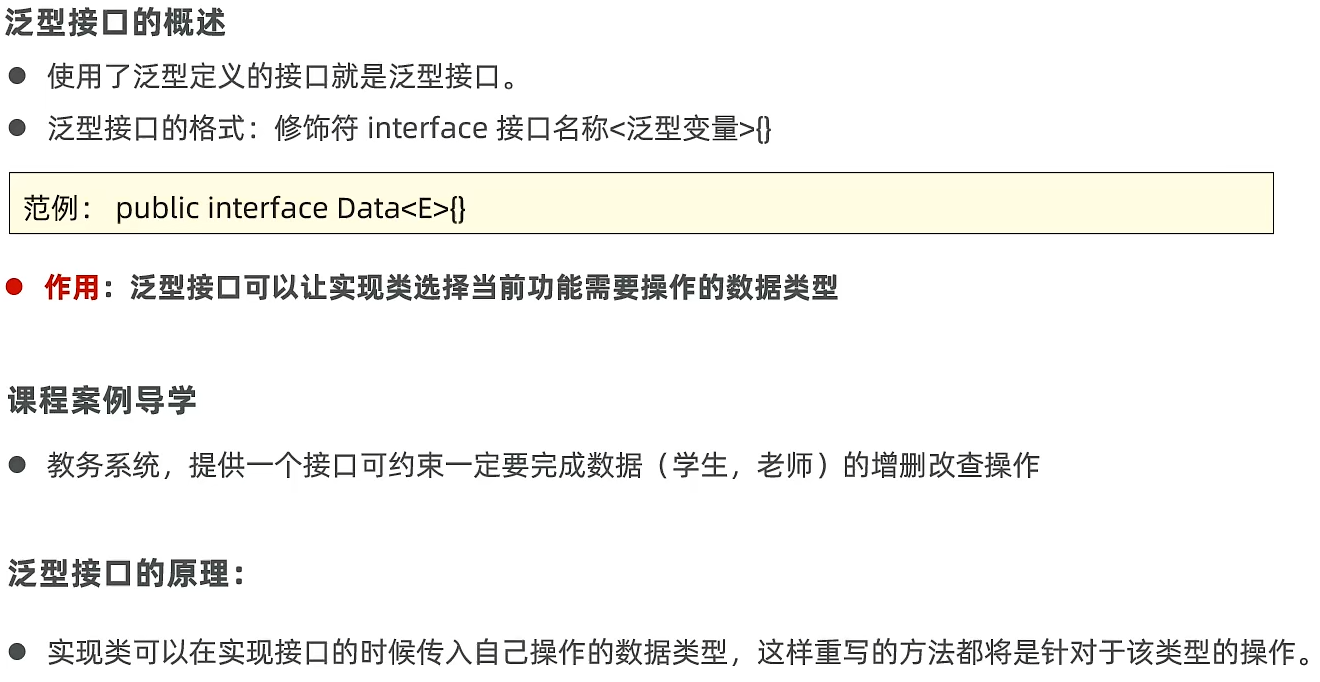 泛型接口的概述
● 使用了泛型定义的接口就是泛型接口。
● 泛型接口的格式：修饰符 interface 接口名称<泛型变量>{}
范例： public interface Data<E>{}
● 作用：泛型接口可以让实现类选择当前功能需要操作的数据类型
课程案例导学
● 教务系统，提供一个接口可约束一定要完成数据（学生，老师）的增删改查操作
泛型接口的原理：
● 实现类可以在实现接口的时候传入自己操作的数据类型，这样重写的方法都将是针对于该类型的操作。